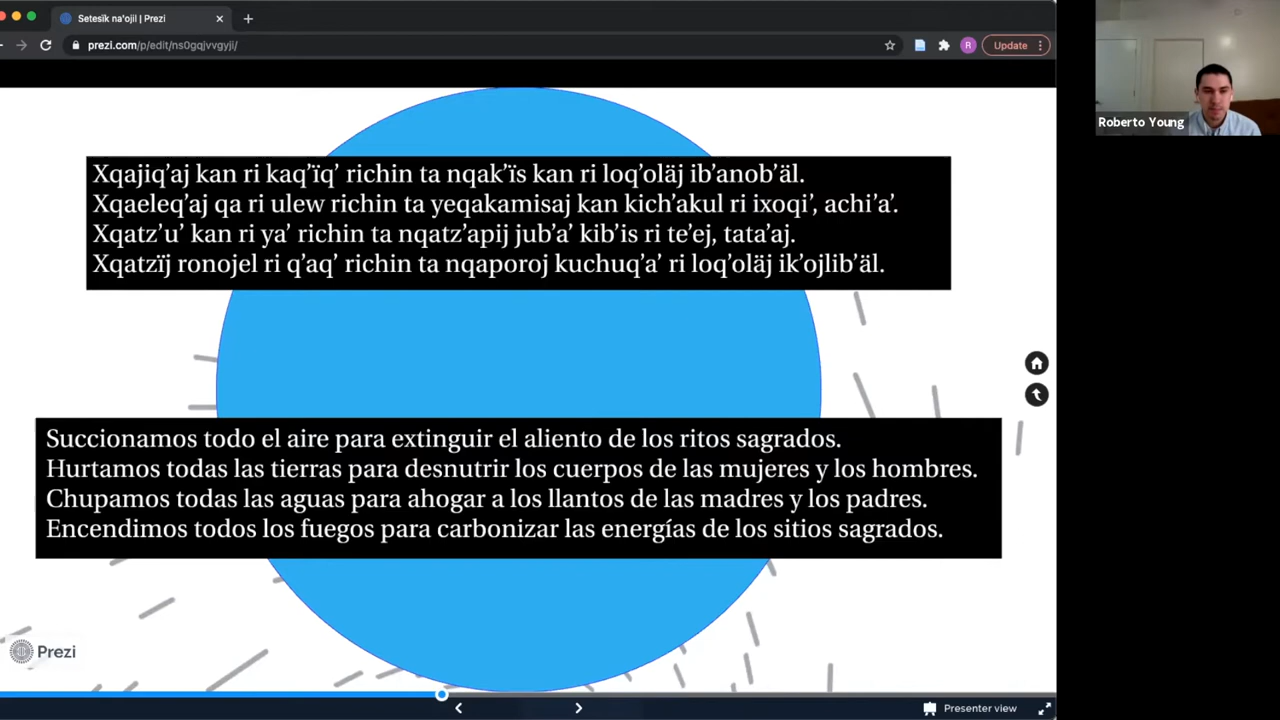 Setesïk na'ojil | Prezi
prezi.com/p/edit/ns0gqjvvgyji/
R
Update
Roberto Young
Xqajiq’aj kan ri kaq’ïq’ richin ta nqak’ïs kan ri loq’oläj ib’anob’äl.
Xqaeleq’aj qa ri ulew richin ta yeqakamisaj kan kich’akul ri ixoqi’, achi’a’.
Xqatz’u’ kan ri ya’ richin ta nqatz’apij jub’a’ kib’is ri te’ej, tata’aj.
Xqatzïj ronojel ri q’aq’ richin ta nqaporoj kuchuq’a’ ri loq’oläj ik’ojlib’äl.
Succionamos todo el aire para extinguir el aliento de los ritos sagrados.
Hurtamos todas las tierras para desnutrir los cuerpos de las mujeres y los hombres.
Chupamos todas las aguas para ahogar a los llantos de las madres y los padres.
Encendimos todos los fuegos para carbonizar las energías de los sitios sagrados.
Prezi
Presenter view